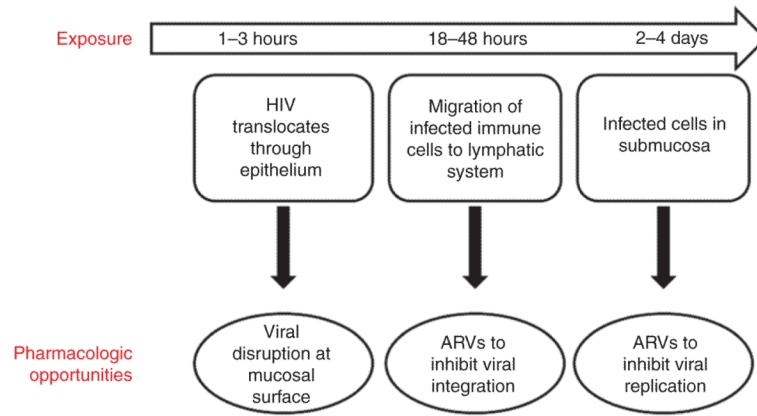 Exposure
1–3 hours
18–48 hours
2–4 days
HIV
translocates
through
epithelium
Migration of
infected immune
cells to lymphatic
system
Infected cells in
submucosa
Pharmacologic
opportunities
Viral
disruption at
mucosal
surface
ARVs to
inhibit viral
integration
ARVs to
inhibit viral
replication